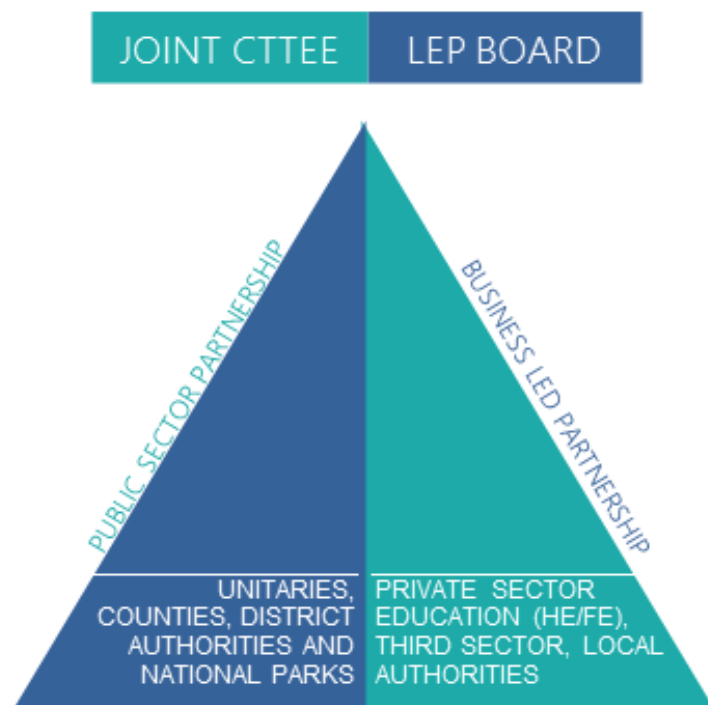 JOINT CTTEE
LEP BOARD
PUBLIC SECTOR PARTNERSHIP
BUSINESS LED PARTNERSHIP
UNITARIES,
COUNTIES, DISTRICT
AUTHORITIES AND
NATIONAL PARKS
PRIVATE SECTOR
EDUCATION (HE/FE),
THIRD SECTOR, LOCAL
AUTHORITIES